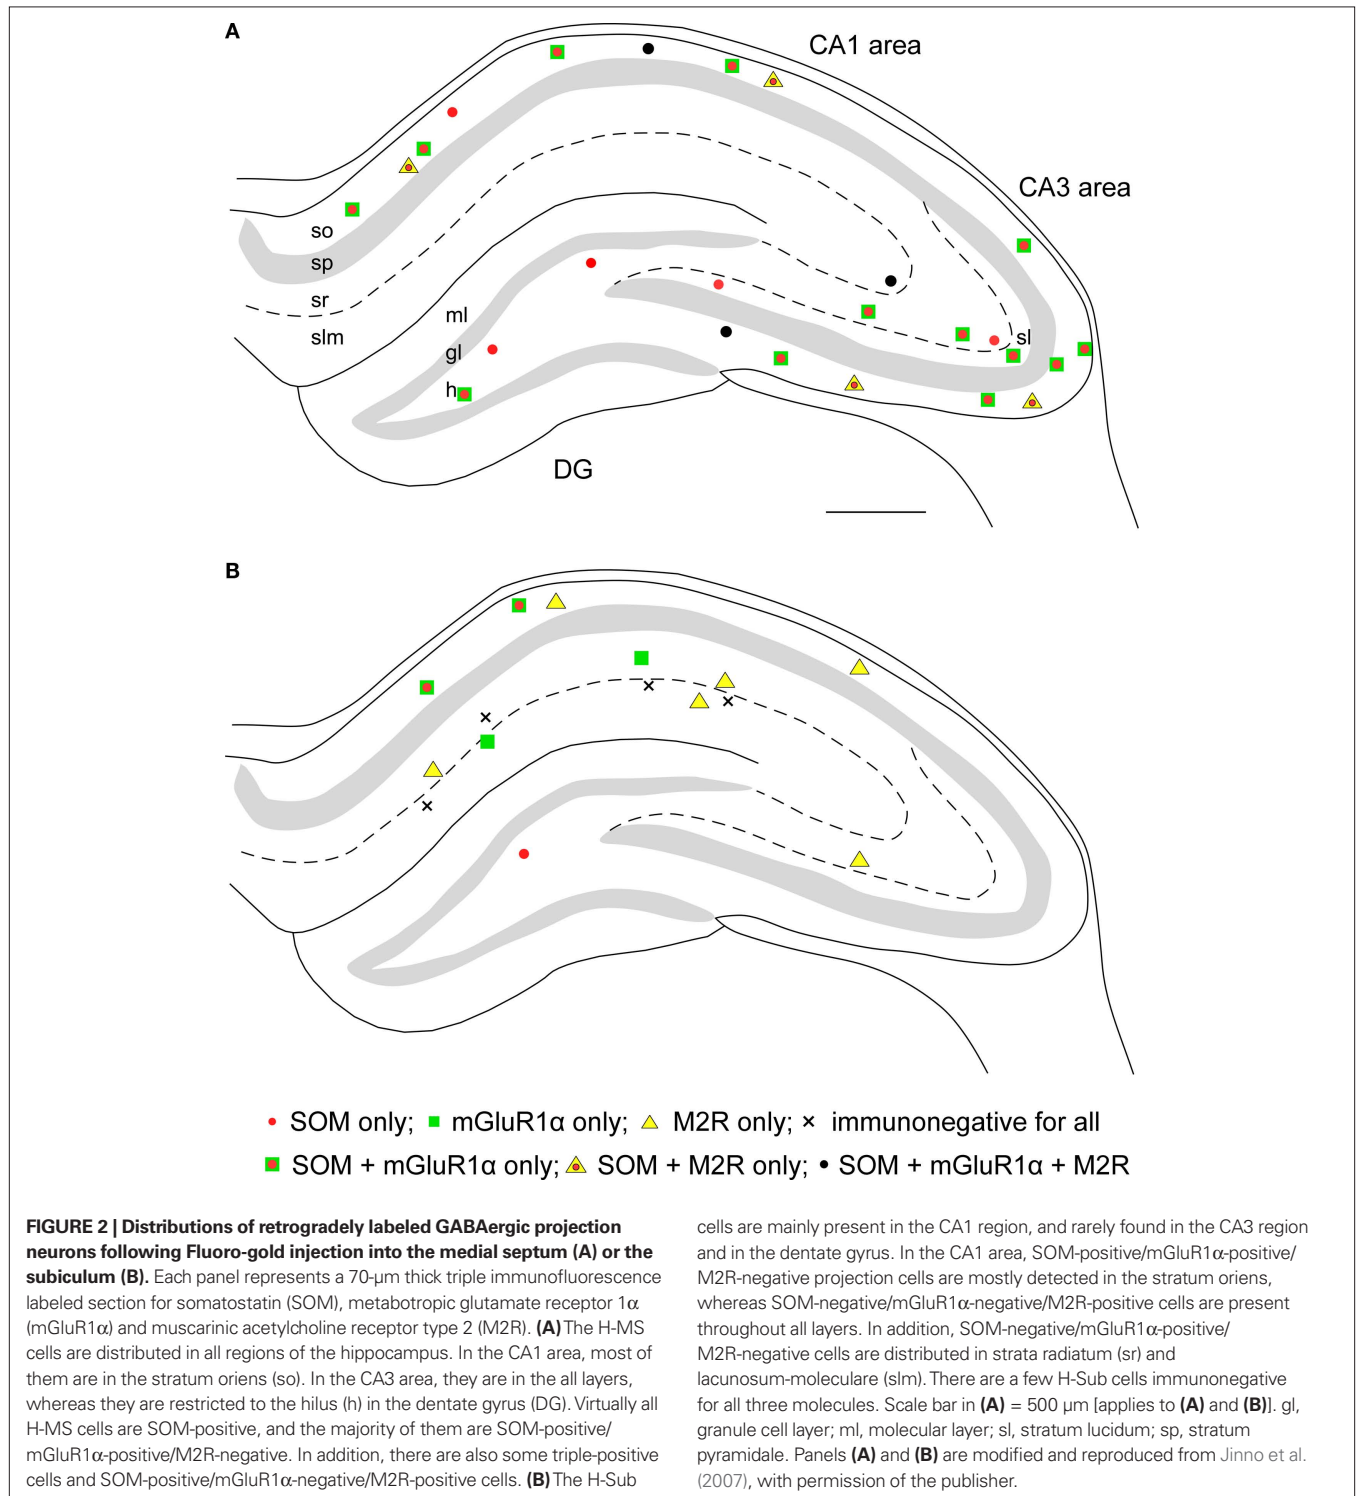 A
CA1 area
CA3 area
so
sp
sr
slm
ml
gl
h
sl
DG
B
• SOM only; ■ mGluR1α only; △ M2R only; × immunonegative for all
SOM + mGluR1α only; SOM + M2R only; • SOM + mGluR1α + M2R
FIGURE 2 | Distributions of retrogradely labeled GABAergic projection
neurons following Fluoro-gold injection into the medial septum (A) or the
subiculum (B). Each panel represents a 70-μm thick triple immunofluorescence
labeled section for somatostatin (SOM), metabotropic glutamate receptor 1α
(mGluR1α) and muscarinic acetylcholine receptor type 2 (M2R). (A) The H-MS
cells are distributed in all regions of the hippocampus. In the CA1 area, most of
them are in the stratum oriens (so). In the CA3 area, they are in the all layers,
whereas they are restricted to the hilus (h) in the dentate gyrus (DG). Virtually all
H-MS cells are SOM-positive, and the majority of them are SOM-positive/
mGluR1α-positive/M2R-negative. In addition, there are also some triple-positive
cells and SOM-positive/mGluR1α-negative/M2R-positive cells. (B) The H-Sub
cells are mainly present in the CA1 region, and rarely found in the CA3 region
and in the dentate gyrus. In the CA1 area, SOM-positive/mGluR1α-positive/
M2R-negative projection cells are mostly detected in the stratum oriens,
whereas SOM-negative/mGluR1α-negative/M2R-positive cells are present
throughout all layers. In addition, SOM-negative/mGluR1α-positive/
M2R-negative cells are distributed in strata radiatum (sr) and
lacunosum-moleculare (slm). There are a few H-Sub cells immunonegative
for all three molecules. Scale bar in (A) = 500 μm [applies to (A) and (B)]. gl,
granule cell layer; ml, molecular layer; sl, stratum lucidum; sp, stratum
pyramidale. Panels (A) and (B) are modified and reproduced from Jinno et al.
(2007), with permission of the publisher.